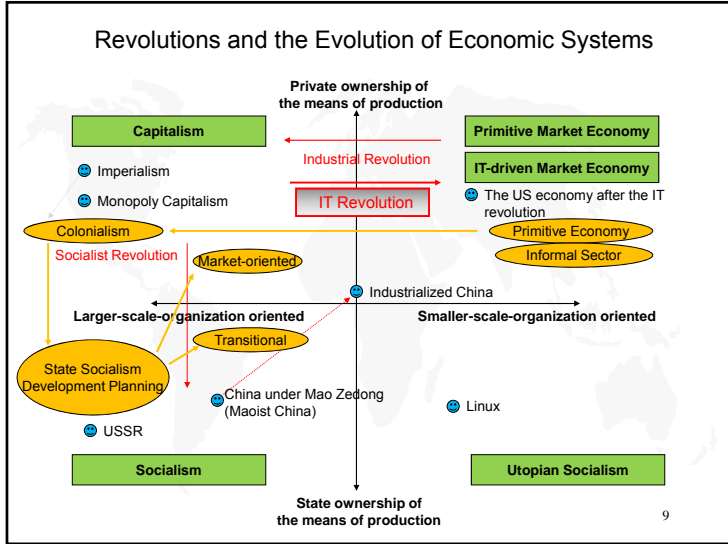 Revolutions and the Evolution of Economic Systems
Private ownership of
the means of production
Capitalism
Primitive Market Economy
Industrial Revolution
IT-driven Market Economy
Imperialism
IT Revolution
The US economy after the IT
revolution
Monopoly Capitalism
Colonialism
Primitive Economy
Socialist Revolution
Market-oriented
Informal Sector
Industrialized China
Larger-scale-organization oriented
Smaller-scale-organization oriented
Transitional
State Socialism
Development Planning
China under Mao Zedong
(Maoist China)
Linux
USSR
Socialism
Utopian Socialism
State ownership of
the means of production
9